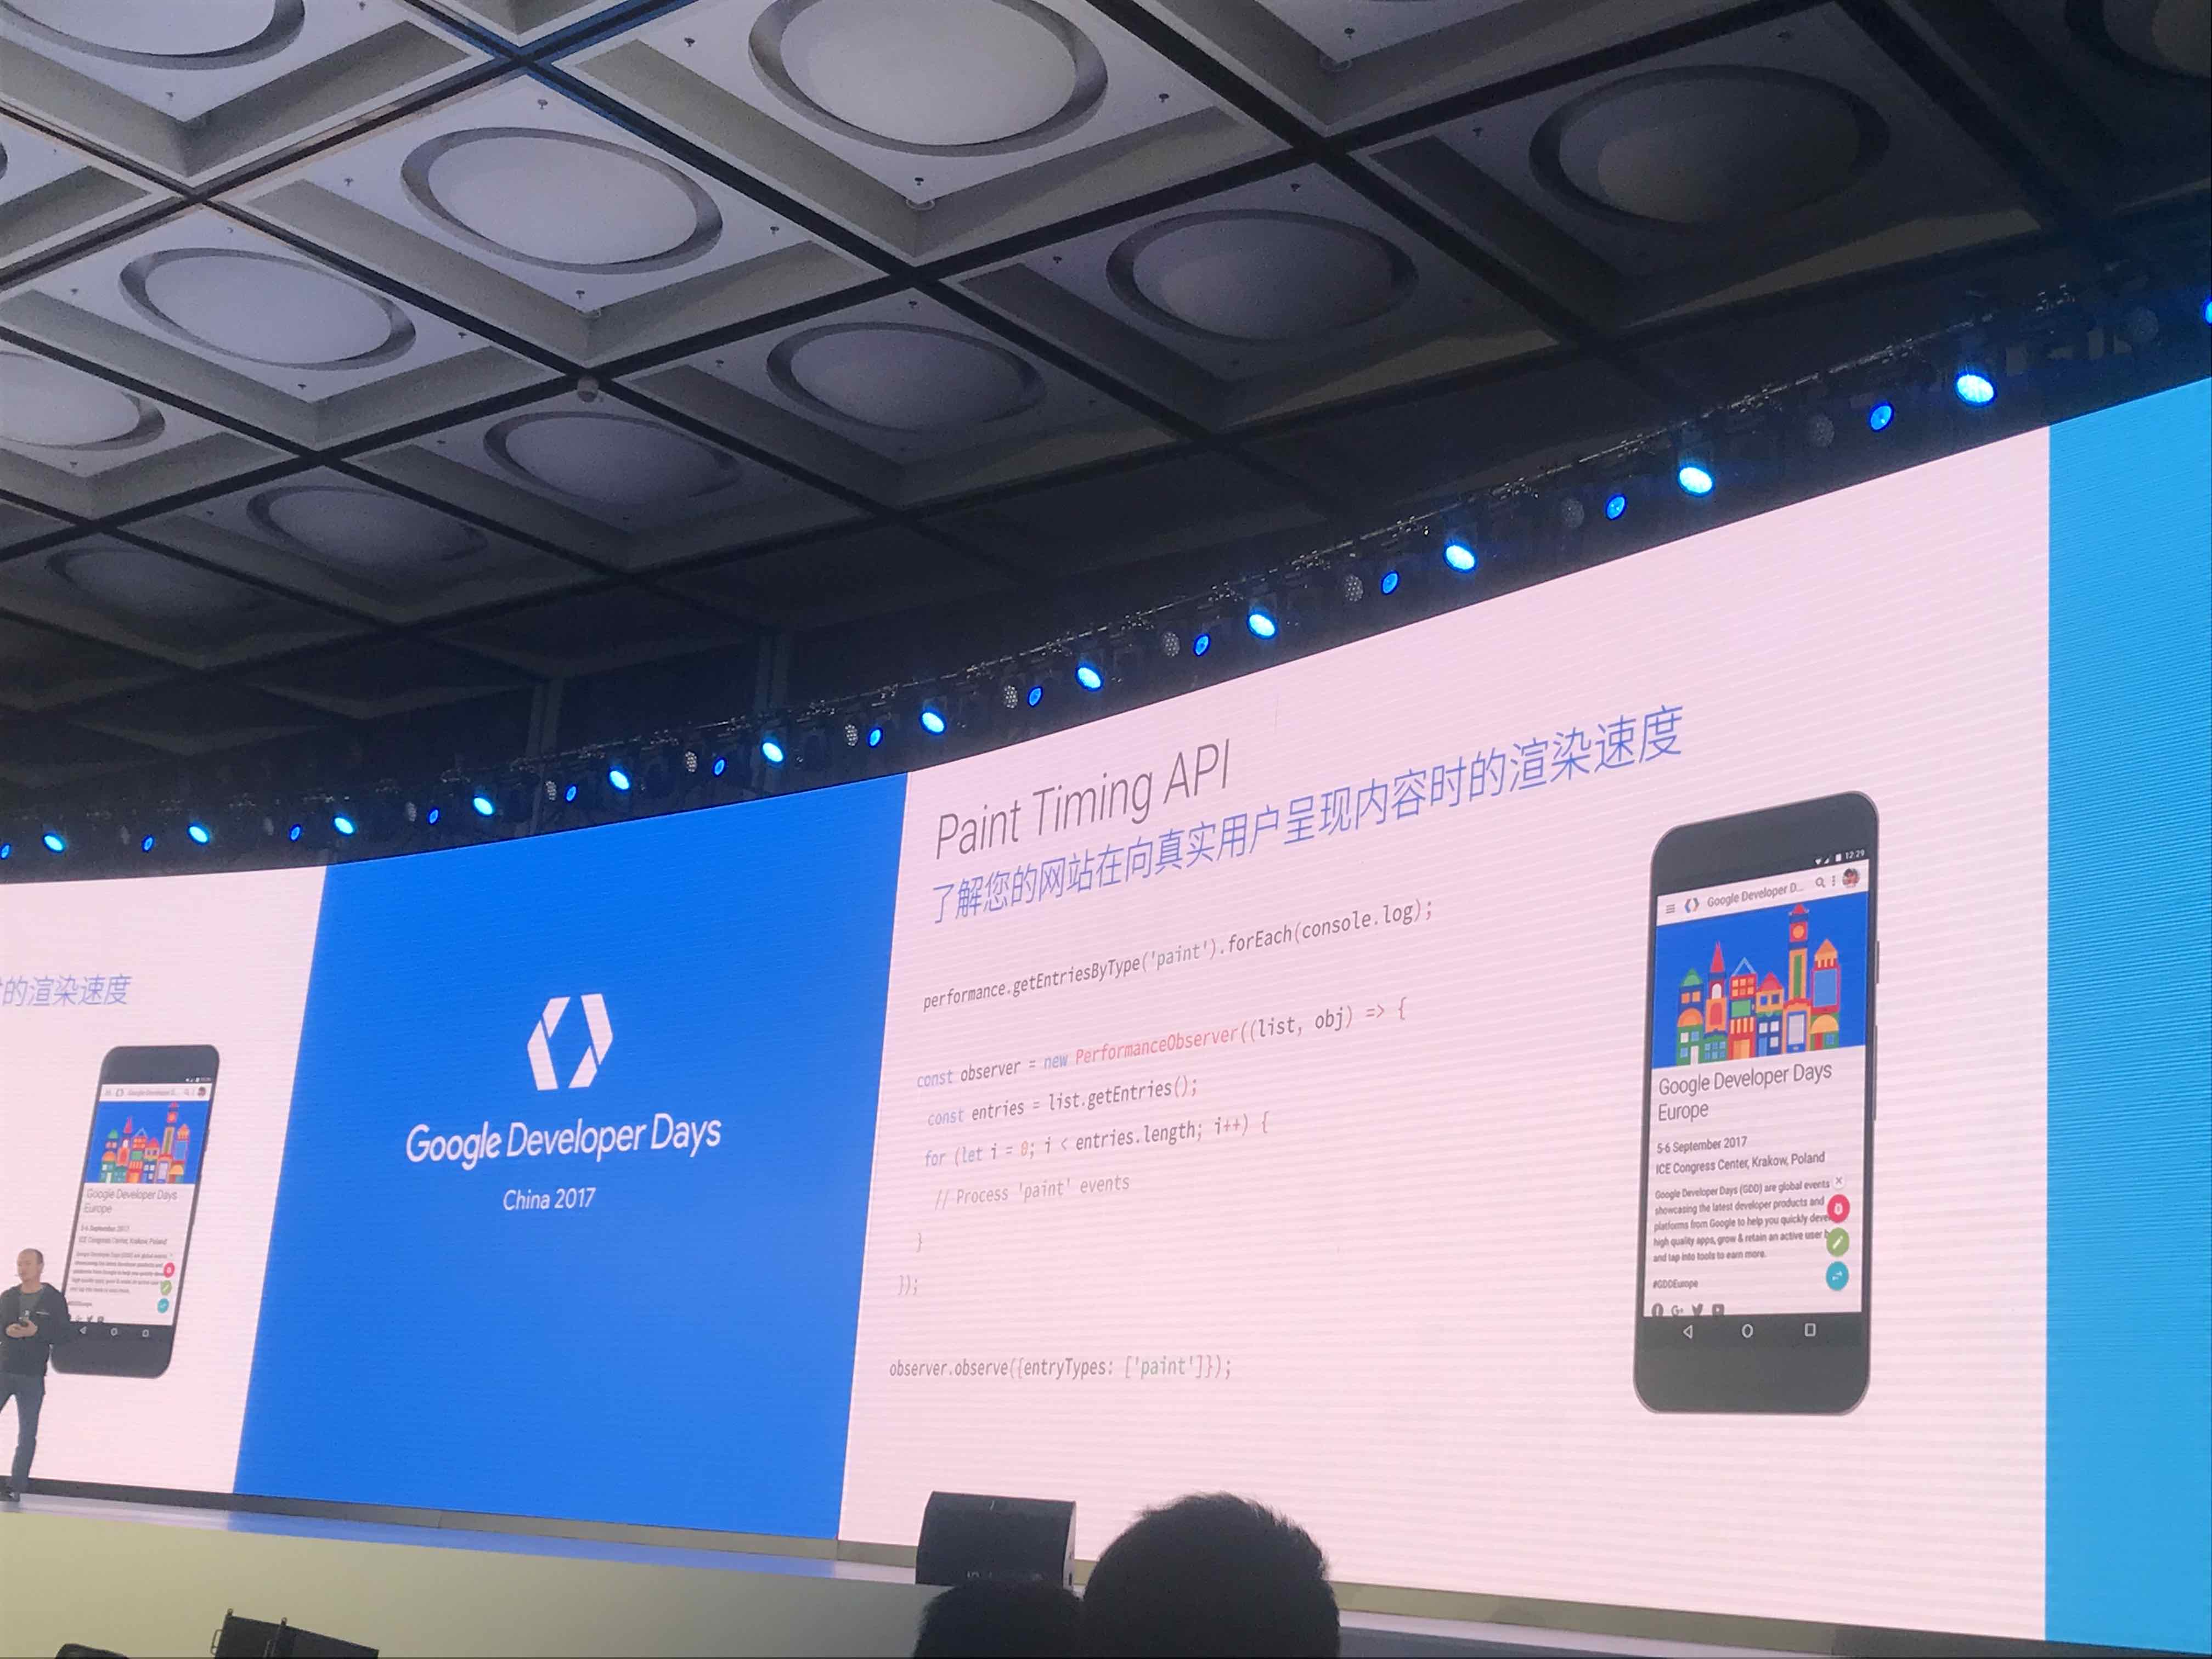 的渲染速度
Google Developer Days
Europe
5-6 September 2017
ICE Congress Center, Krakow, Poland
Google Developer Days
China 2017
Paint Timing API
了解您的网站在向真实用户呈现内容时的渲染速度
performance.getEntriesByType('paint').forEach(console.log);
const observer = new PerformanceObserver((list, obj) => {
const entries = list.getEntries();
for (let i = 0; i < entries.length; i++) {
// Process 'paint' events
}
});
observer.observe({entryTypes: ['paint']});
12:29
Google Developer D...
Google Developer Days
Europe
5-6 September 2017
ICE Congress Center, Krakow, Poland
Google Developer Days (GDD) are global events
showcasing the latest developer products and
platforms from Google to help you quickly deve
high quality apps, grow & retain an active user b
and tap into tools to earn more.
#GDDEurope